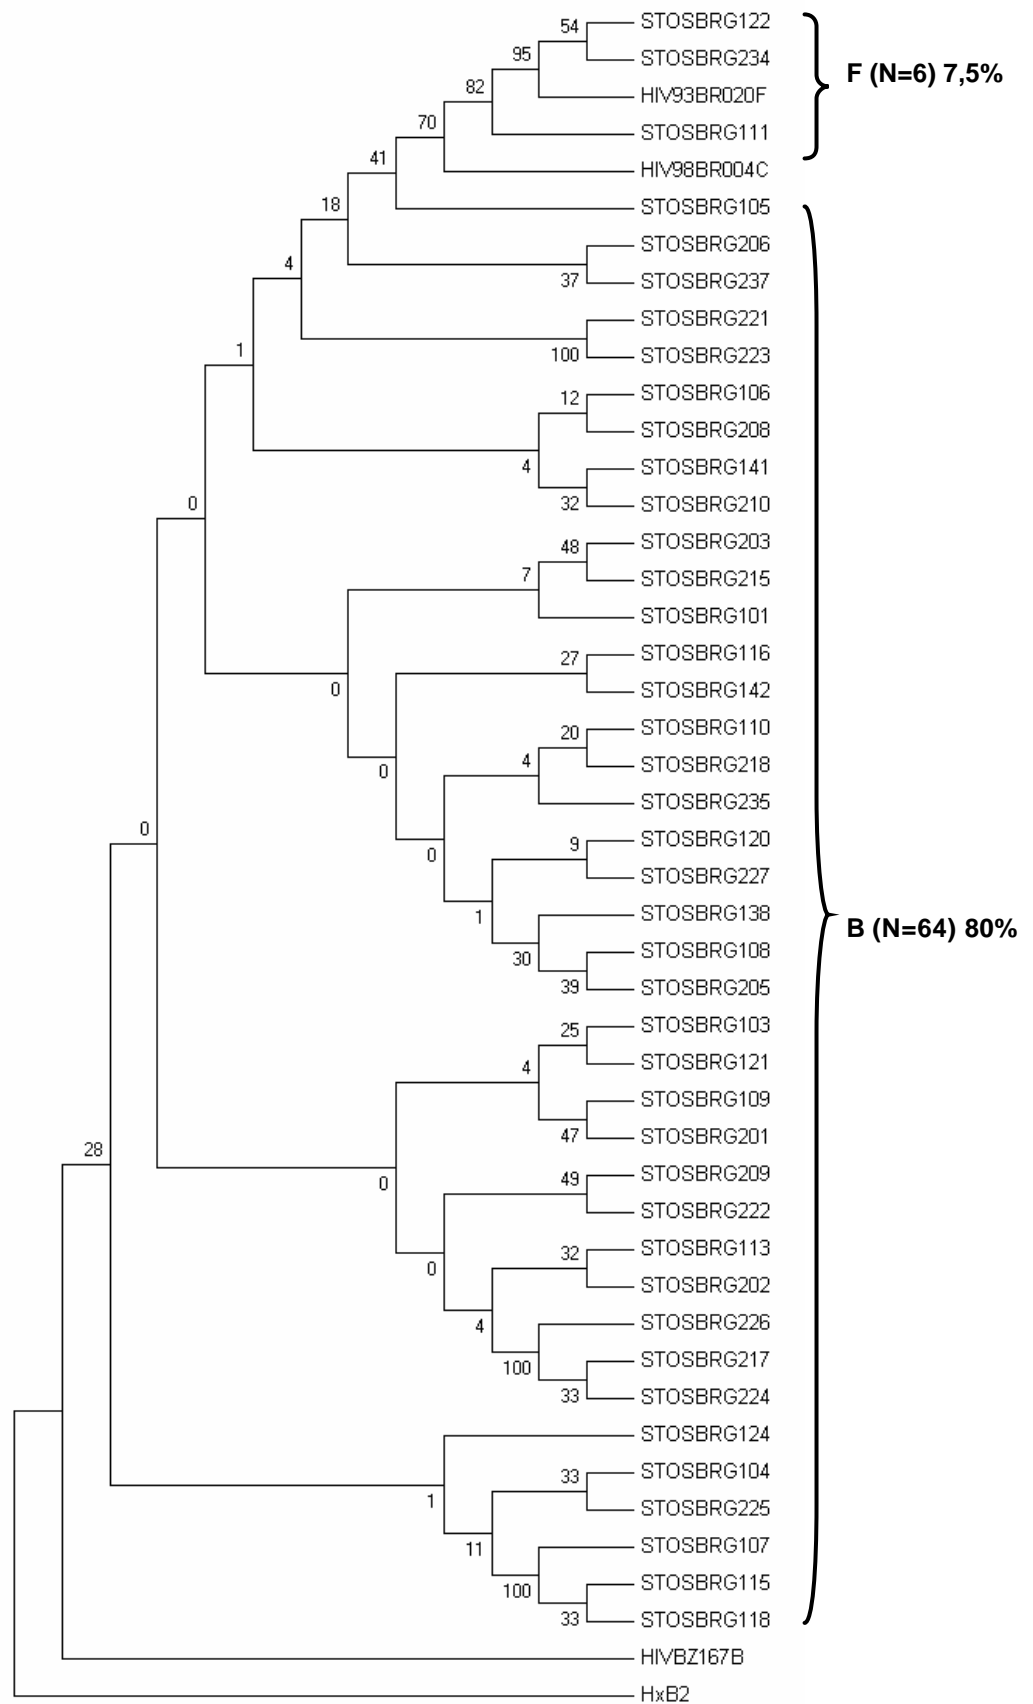 54
STOSBRG122
STOSBRG234
95
HIV93BR020F
82
STOSBRG111
70
HIV98BR004C
F (N=6) 7,5%
41
STOSBRG105
18
STOSBRG206
STOSBRG237
37
4
STOSBRG221
STOSBRG223
100
1
12
STOSBRG106
STOSBRG208
4
STOSBRG141
STOSBRG210
32
0
48
STOSBRG203
STOSBRG215
7
STOSBRG101
0
27
STOSBRG116
STOSBRG142
0
20
STOSBRG110
STOSBRG218
4
STOSBRG235
0
9
STOSBRG120
STOSBRG227
1
STOSBRG138
30
STOSBRG108
STOSBRG205
39
B (N=64) 80%
0
25
STOSBRG103
STOSBRG121
4
STOSBRG109
STOSBRG201
47
28
0
49
STOSBRG209
STOSBRG222
0
32
STOSBRG113
STOSBRG202
4
STOSBRG226
100
STOSBRG217
STOSBRG224
33
STOSBRG124
1
33
STOSBRG104
STOSBRG225
11
STOSBRG107
100
STOSBRG115
STOSBRG118
33
HIVBZ167B
HxB2